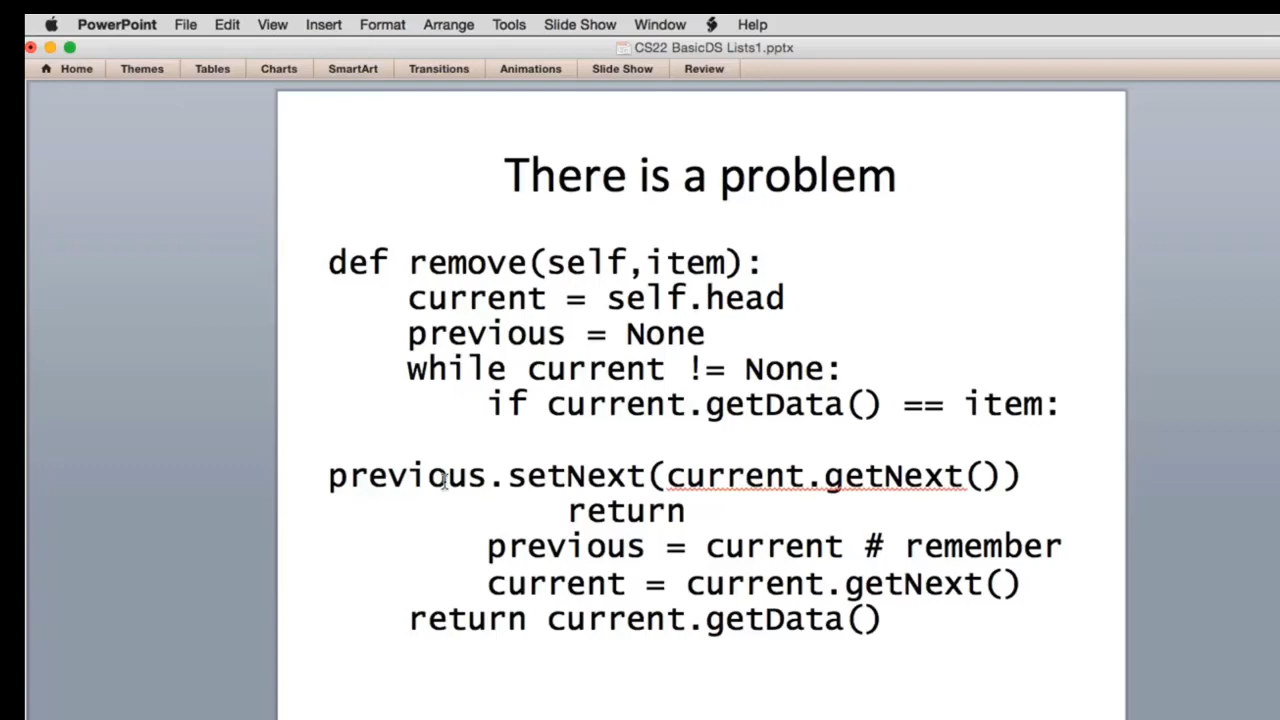 PowerPoint File Edit View Insert Format Arrange Tools Slide Show Window Help
CS22 BasicDS Lists1.pptx
Home Themes Tables Charts SmartArt Transitions Animations Slide Show Review
There is a problem
def remove(self,item):
current = self.head
previous = None
while current != None:
if current.getData() == item:
previous.setNext(current.getNext())
return
previous = current # remember
current = current.getNext()
return current.getData()